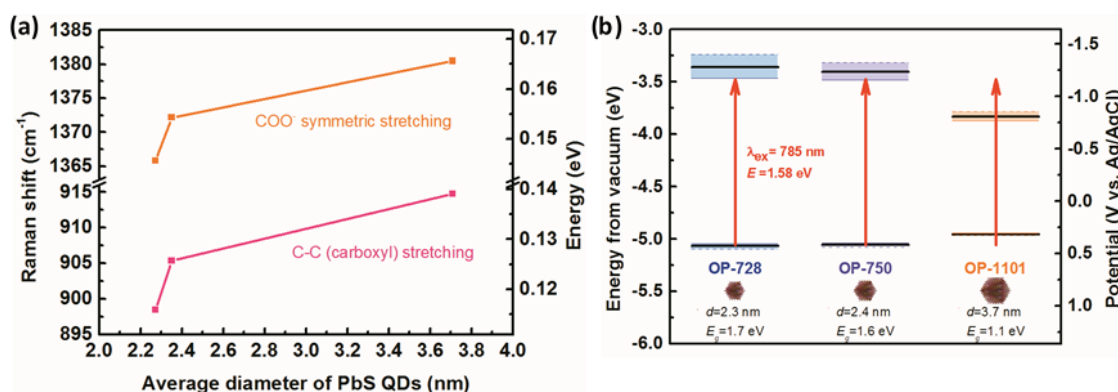 (a)
1385
1380
1375
1370
1365
915
910
905
900
895
Raman shift (cm⁻¹)
COO⁻ symmetric stretching
C-C (carboxyl) stretching
0.17
0.16
0.15
0.14
0.13
0.12
Energy (eV)
2.0 2.2 2.4 2.6 2.8 3.0 3.2 3.4 3.6 3.8 4.0
Average diameter of PbS QDs (nm)
(b)
-3.0
-3.5
-4.0
-4.5
-5.0
-5.5
-6.0
Energy from vacuum (eV)
λex= 785 nm
E =1.58 eV
OP-728 OP-750 OP-1101
d=2.3 nm d=2.4 nm d=3.7 nm
Eg=1.7 eV Eg=1.6 eV Eg=1.1 eV
-1.5
-1.0
-0.5
0.0
0.5
1.0
Potential (V vs. Ag/AgCl)